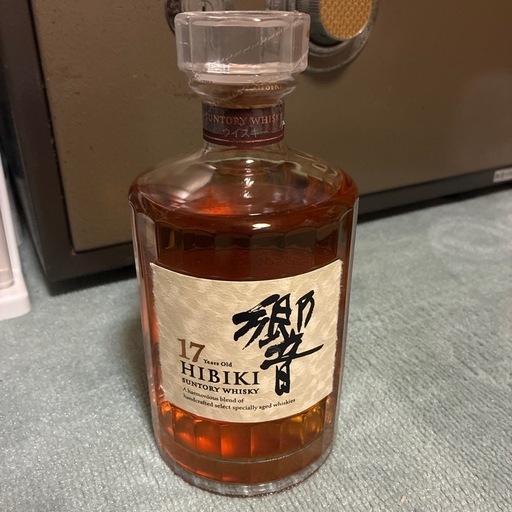 SUNTORY WHISKY
ウイスキー
響
17 Years Old
HIBIKI
SUNTORY WHISKY
A harmonious blend of
handcrafted select specially aged whiskies